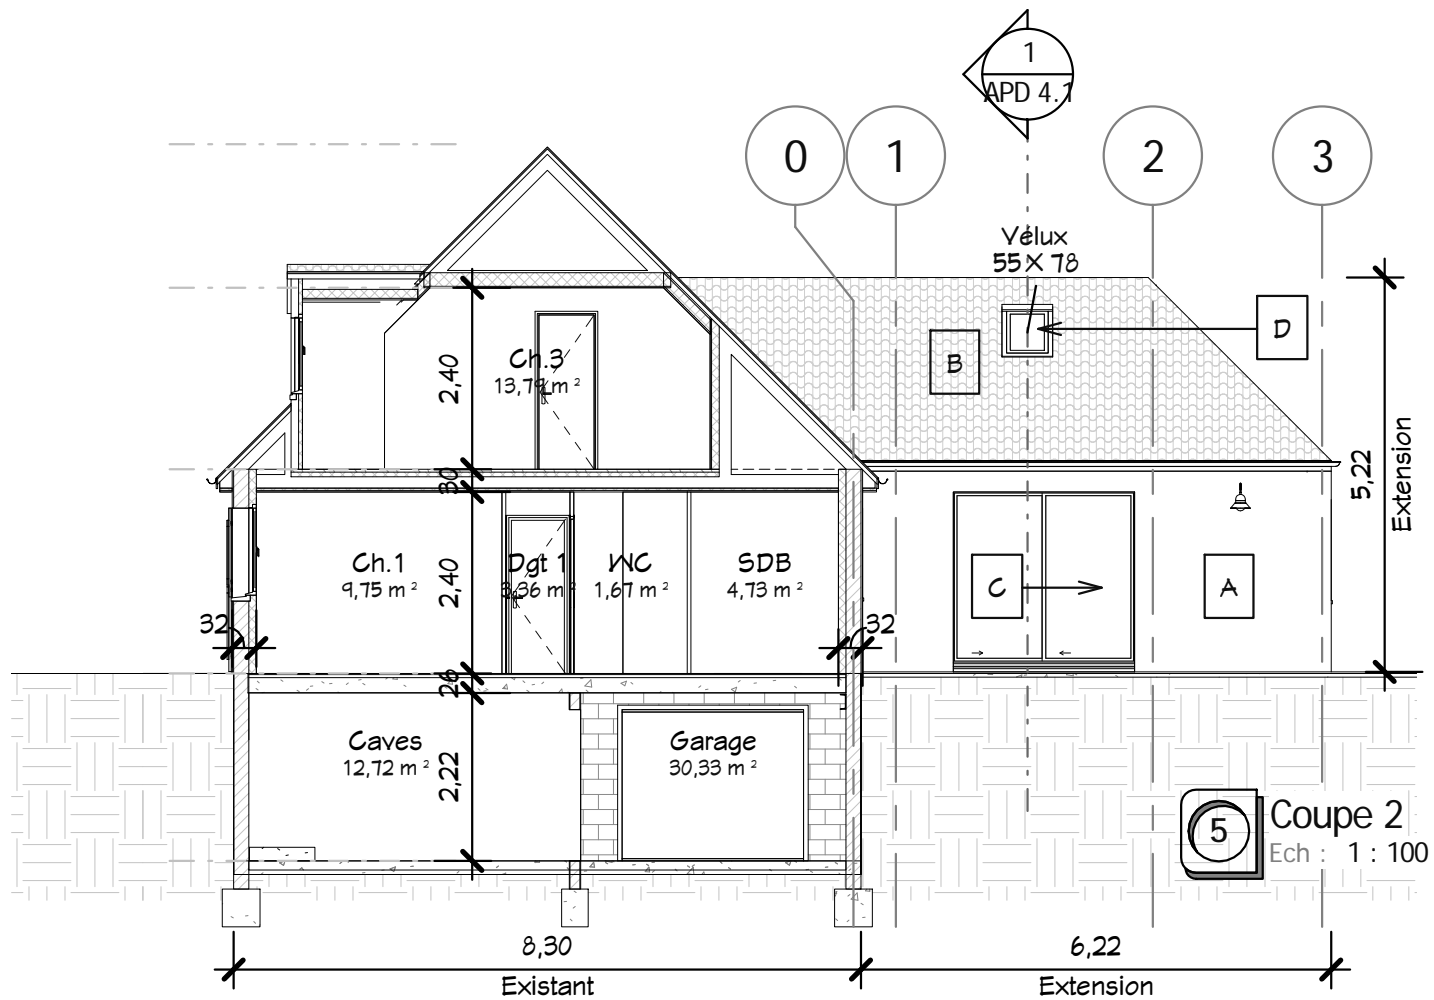 1
APD 4.1
0
1
2
3
Vélux
55 X 78
D
B
Ch.3
13,79 m²
2,40
5,22
Extension
30
Ch.1
9,75 m²
2,40
Dgt 1
3,36 m²
WC
1,67 m²
SDB
4,73 m²
C
A
32
32
26
Caves
12,72 m²
2,22
Garage
30,33 m²
5
Coupe 2
Ech : 1 : 100
8,30
Existant
6,22
Extension